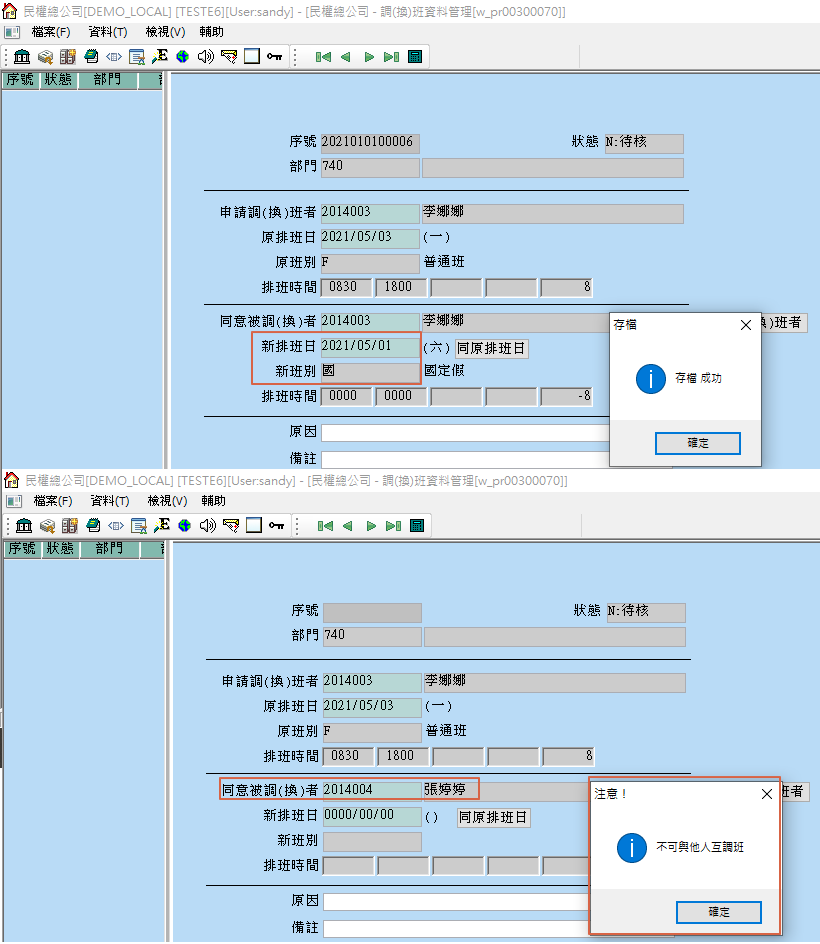 民權總公司[DEMO_LOCAL] [TESTE6][User:sandy] - [民權總公司 - 調(換)班資料管理[w_pr00300070]]
檔案(F) 資料(T) 檢視(V) 輔助
序號 狀態 部門
序號 2021010100006 狀態 N:待核
部門 740
申請調(換)班者 2014003 李娜娜
原排班日 2021/05/03 (一)
原班別 F 普通班
排班時間 0830 1800 8
同意被調(換)者 2014003 李娜娜 換)班者
新排班日 2021/05/01 (六) 同原排班日
新班別 國 國定假
排班時間 0000 0000 -8
原因
備註
存檔
存檔 成功
確定
民權總公司[DEMO_LOCAL] [TESTE6][User:sandy] - [民權總公司 - 調(換)班資料管理[w_pr00300070]]
檔案(F) 資料(T) 檢視(V) 輔助
序號 狀態 部門
序號 狀態 N:待核
部門 740
申請調(換)班者 2014003 李娜娜
原排班日 2021/05/03 (一)
原班別 F 普通班
排班時間 0830 1800 8
同意被調(換)者 2014004 張婷婷 班者
新排班日 0000/00/00 () 同原排班日
新班別
排班時間
原因
備註
注意！
不可與他人互調班
確定